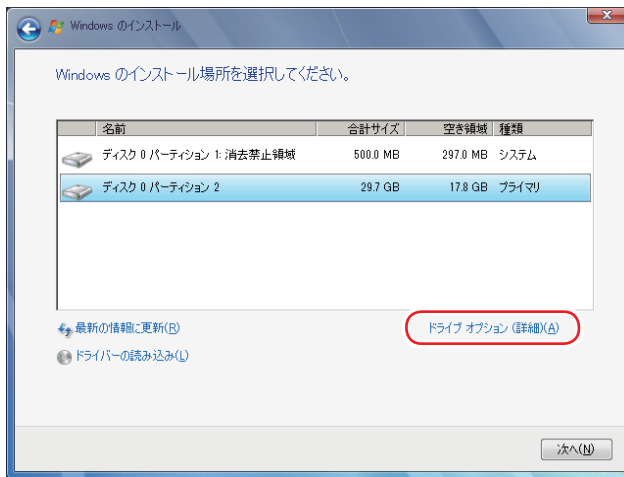 Windows のインストール
Windows のインストール場所を選択してください。
名前 合計サイズ 空き領域 種類
ディスク 0 パーティション 1: 消去禁止領域 500.0 MB 297.0 MB システム
ディスク 0 パーティション 2 29.7 GB 17.8 GB プライマリ
最新の情報に更新(R) ドライブ オプション (詳細)(A)
ドライバーの読み込み(L)
次へ(N)